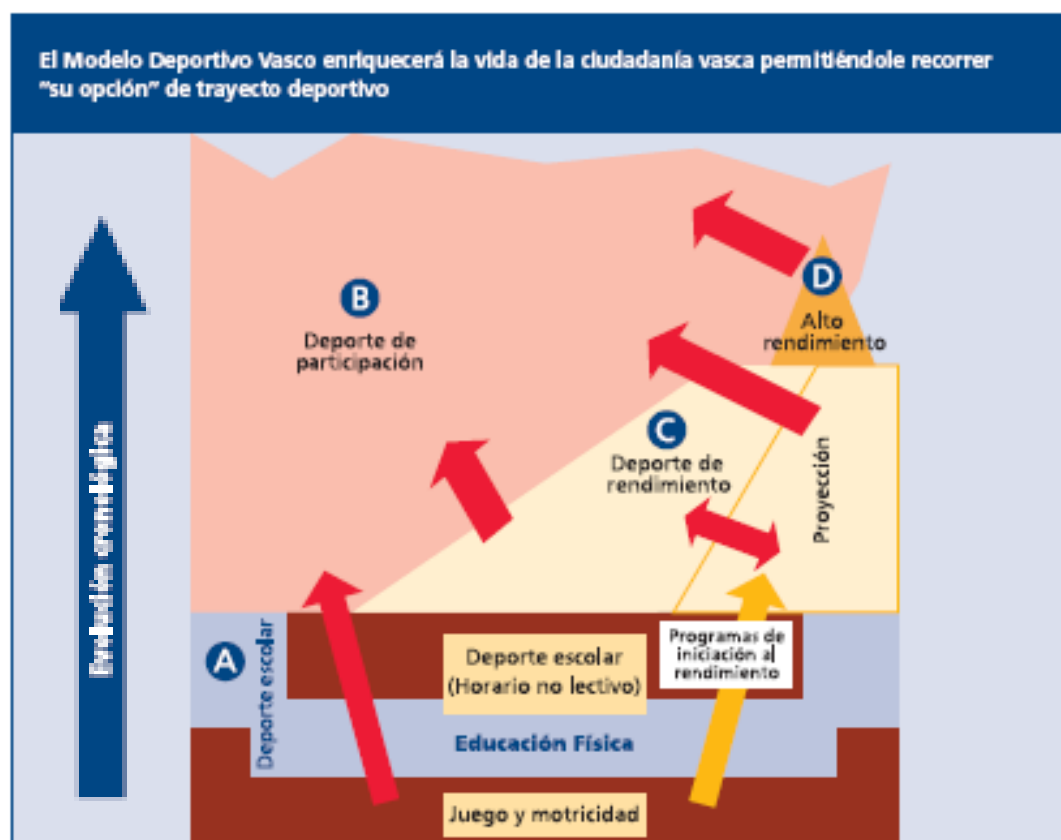 El Modelo Deportivo Vasco enriquecerá la vida de la ciudadanía vasca permitiéndole recorrer
"su opción" de trayecto deportivo
Evolución cronológica
B
Deporte de
participación
D
Alto
rendimiento
C
Deporte de
rendimiento
Proyección
A
Deporte escolar
Deporte escolar
(Horario no lectivo)
Programas de
iniciación al
rendimiento
Educación Física
Juego y motricidad